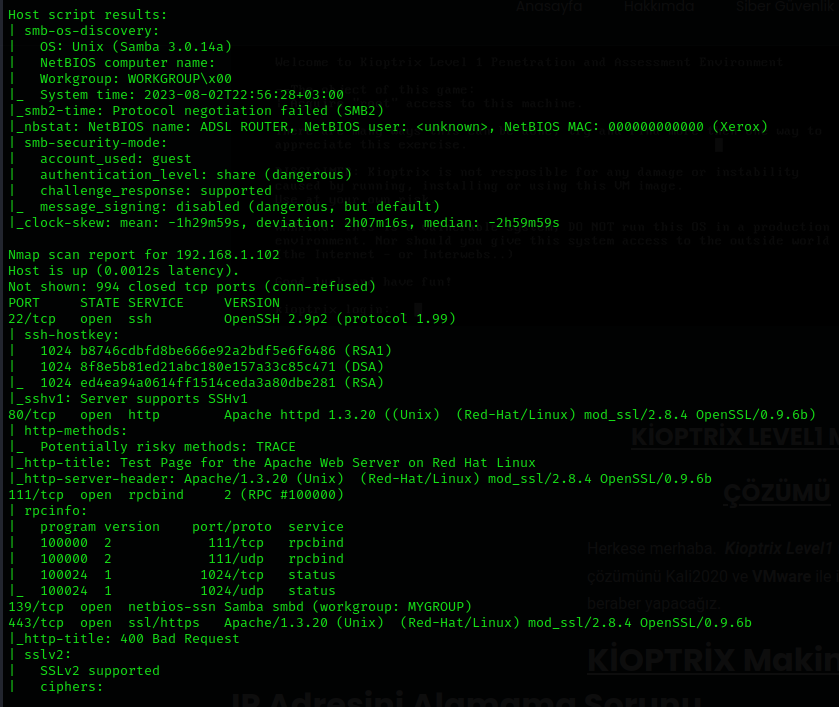 Anasayfa Hakkımda Siber Güvenlik
Host script results:
| smb-os-discovery:
|   OS: Unix (Samba 3.0.14a)
|   NetBIOS computer name:
|   Workgroup: WORKGROUP\x00
|_  System time: 2023-08-02T22:56:28+03:00
|_smb2-time: Protocol negotiation failed (SMB2)
|_nbstat: NetBIOS name: ADSL ROUTER, NetBIOS user: <unknown>, NetBIOS MAC: 000000000000 (Xerox)
| smb-security-mode:
|   account_used: guest
|   authentication_level: share (dangerous)
|   challenge_response: supported
|_  message_signing: disabled (dangerous, but default)
|_clock-skew: mean: -1h29m59s, deviation: 2h07m16s, median: -2h59m59s
Nmap scan report for 192.168.1.102
Host is up (0.0012s latency).
Not shown: 994 closed tcp ports (conn-refused)
PORT     STATE SERVICE     VERSION
22/tcp   open  ssh         OpenSSH 2.9p2 (protocol 1.99)
| ssh-hostkey:
|   1024 b8746cdbfd8be666e92a2bdf5e6f6486 (RSA1)
|   1024 8f8e5b81ed21abc180e157a33c85c471 (DSA)
|_  1024 ed4ea94a0614ff1514ceda3a80dbe281 (RSA)
|_sshv1: Server supports SSHv1
80/tcp   open  http        Apache httpd 1.3.20 ((Unix)  (Red-Hat/Linux) mod_ssl/2.8.4 OpenSSL/0.9.6b)
| http-methods:
|_  Potentially risky methods: TRACE
|_http-title: Test Page for the Apache Web Server on Red Hat Linux
|_http-server-header: Apache/1.3.20 (Unix)  (Red-Hat/Linux) mod_ssl/2.8.4 OpenSSL/0.9.6b
111/tcp  open  rpcbind     2 (RPC #100000)
| rpcinfo:
|   program version    port/proto  service
|   100000  2            111/tcp   rpcbind
|   100000  2            111/udp   rpcbind
|   100024  1           1024/tcp   status
|_  100024  1           1024/udp   status
139/tcp  open  netbios-ssn Samba smbd (workgroup: MYGROUP)
443/tcp  open  ssl/https   Apache/1.3.20 (Unix)  (Red-Hat/Linux) mod_ssl/2.8.4 OpenSSL/0.9.6b
|_http-title: 400 Bad Request
| sslv2:
|   SSLv2 supported
|   ciphers:
Welcome to Kioptrix Level 1 Penetration and Assessment Environment
KİOPTRİX LEVEL1
ÇÖZÜMÜ
Herkese merhaba. Kioptrix Level1
çözümünü Kali2020 ve VMware ile
beraber yapacağız.
KİOPTRİX Makin
IP Adresini Alamama Sorunu